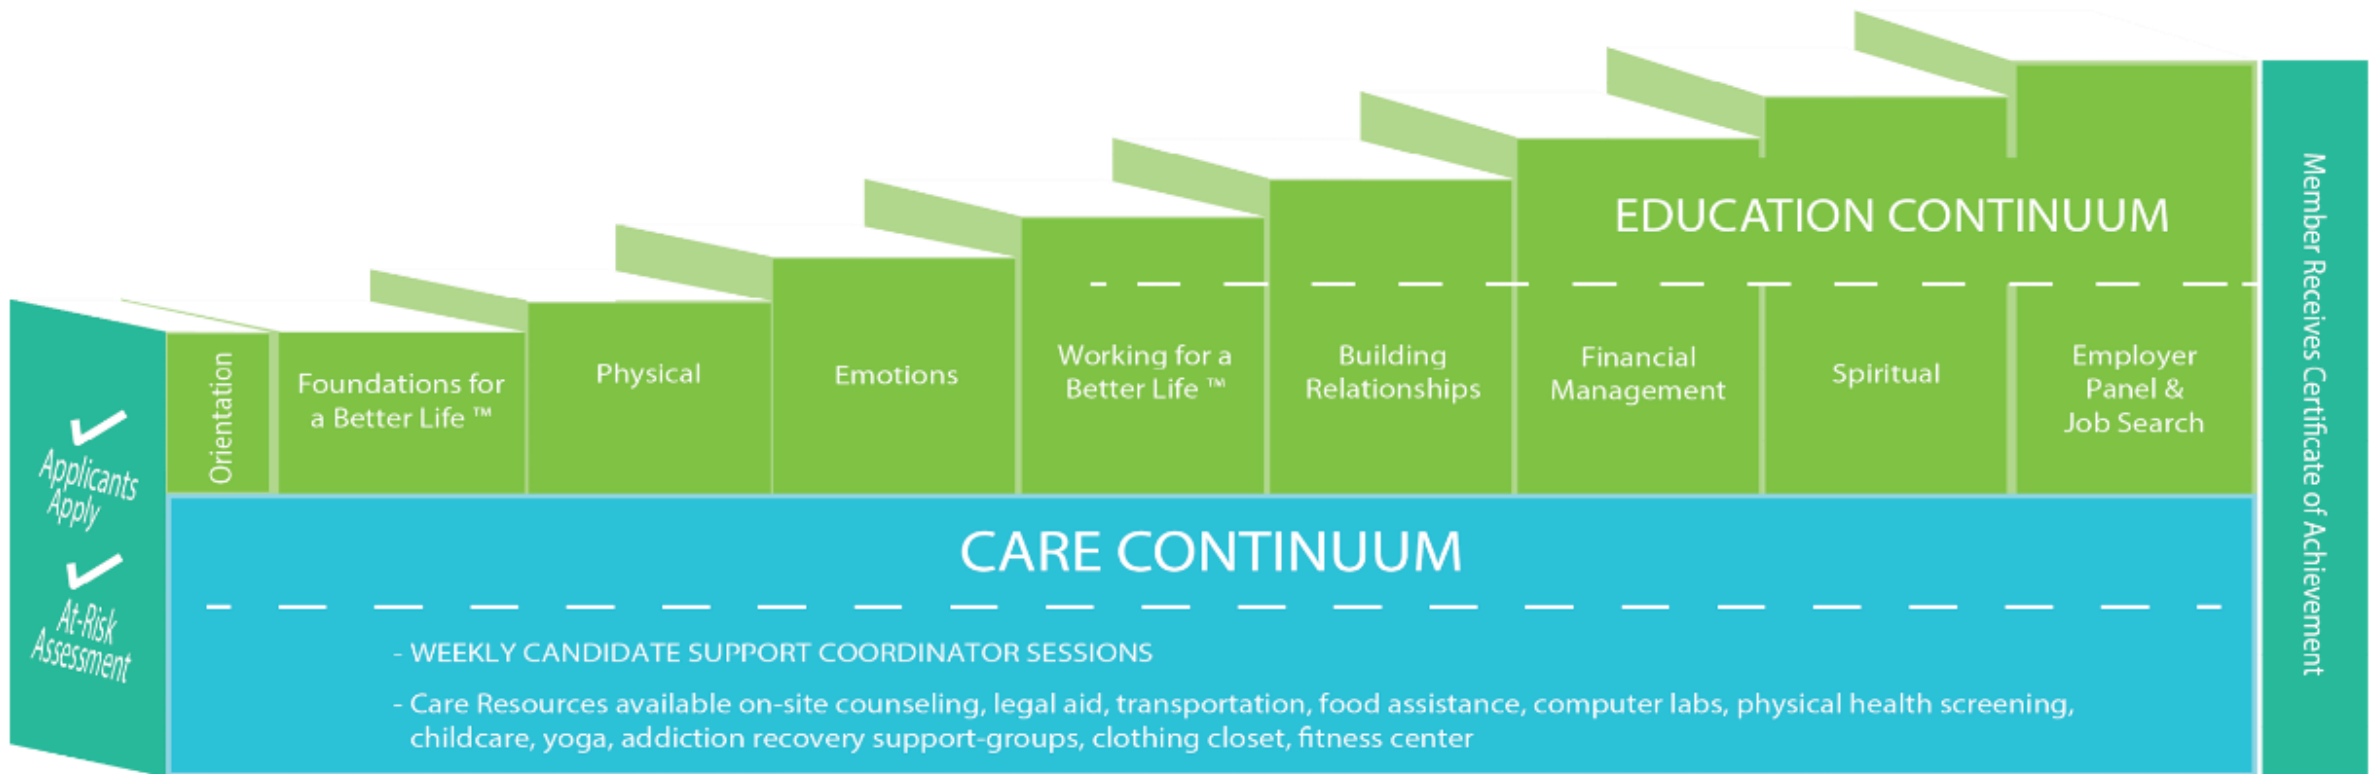 Applicants
Apply
At-Risk
Assessment
Orientation
Foundations for
a Better Life ™
Physical
Emotions
Working for a
Better Life ™
Building
Relationships
Financial
Management
Spiritual
Employer
Panel &
Job Search
EDUCATION CONTINUUM
Member Receives Certificate of Achievement
CARE CONTINUUM
- WEEKLY CANDIDATE SUPPORT COORDINATOR SESSIONS
- Care Resources available on-site counseling, legal aid, transportation, food assistance, computer labs, physical health screening,
childcare, yoga, addiction recovery support-groups, clothing closet, fitness center